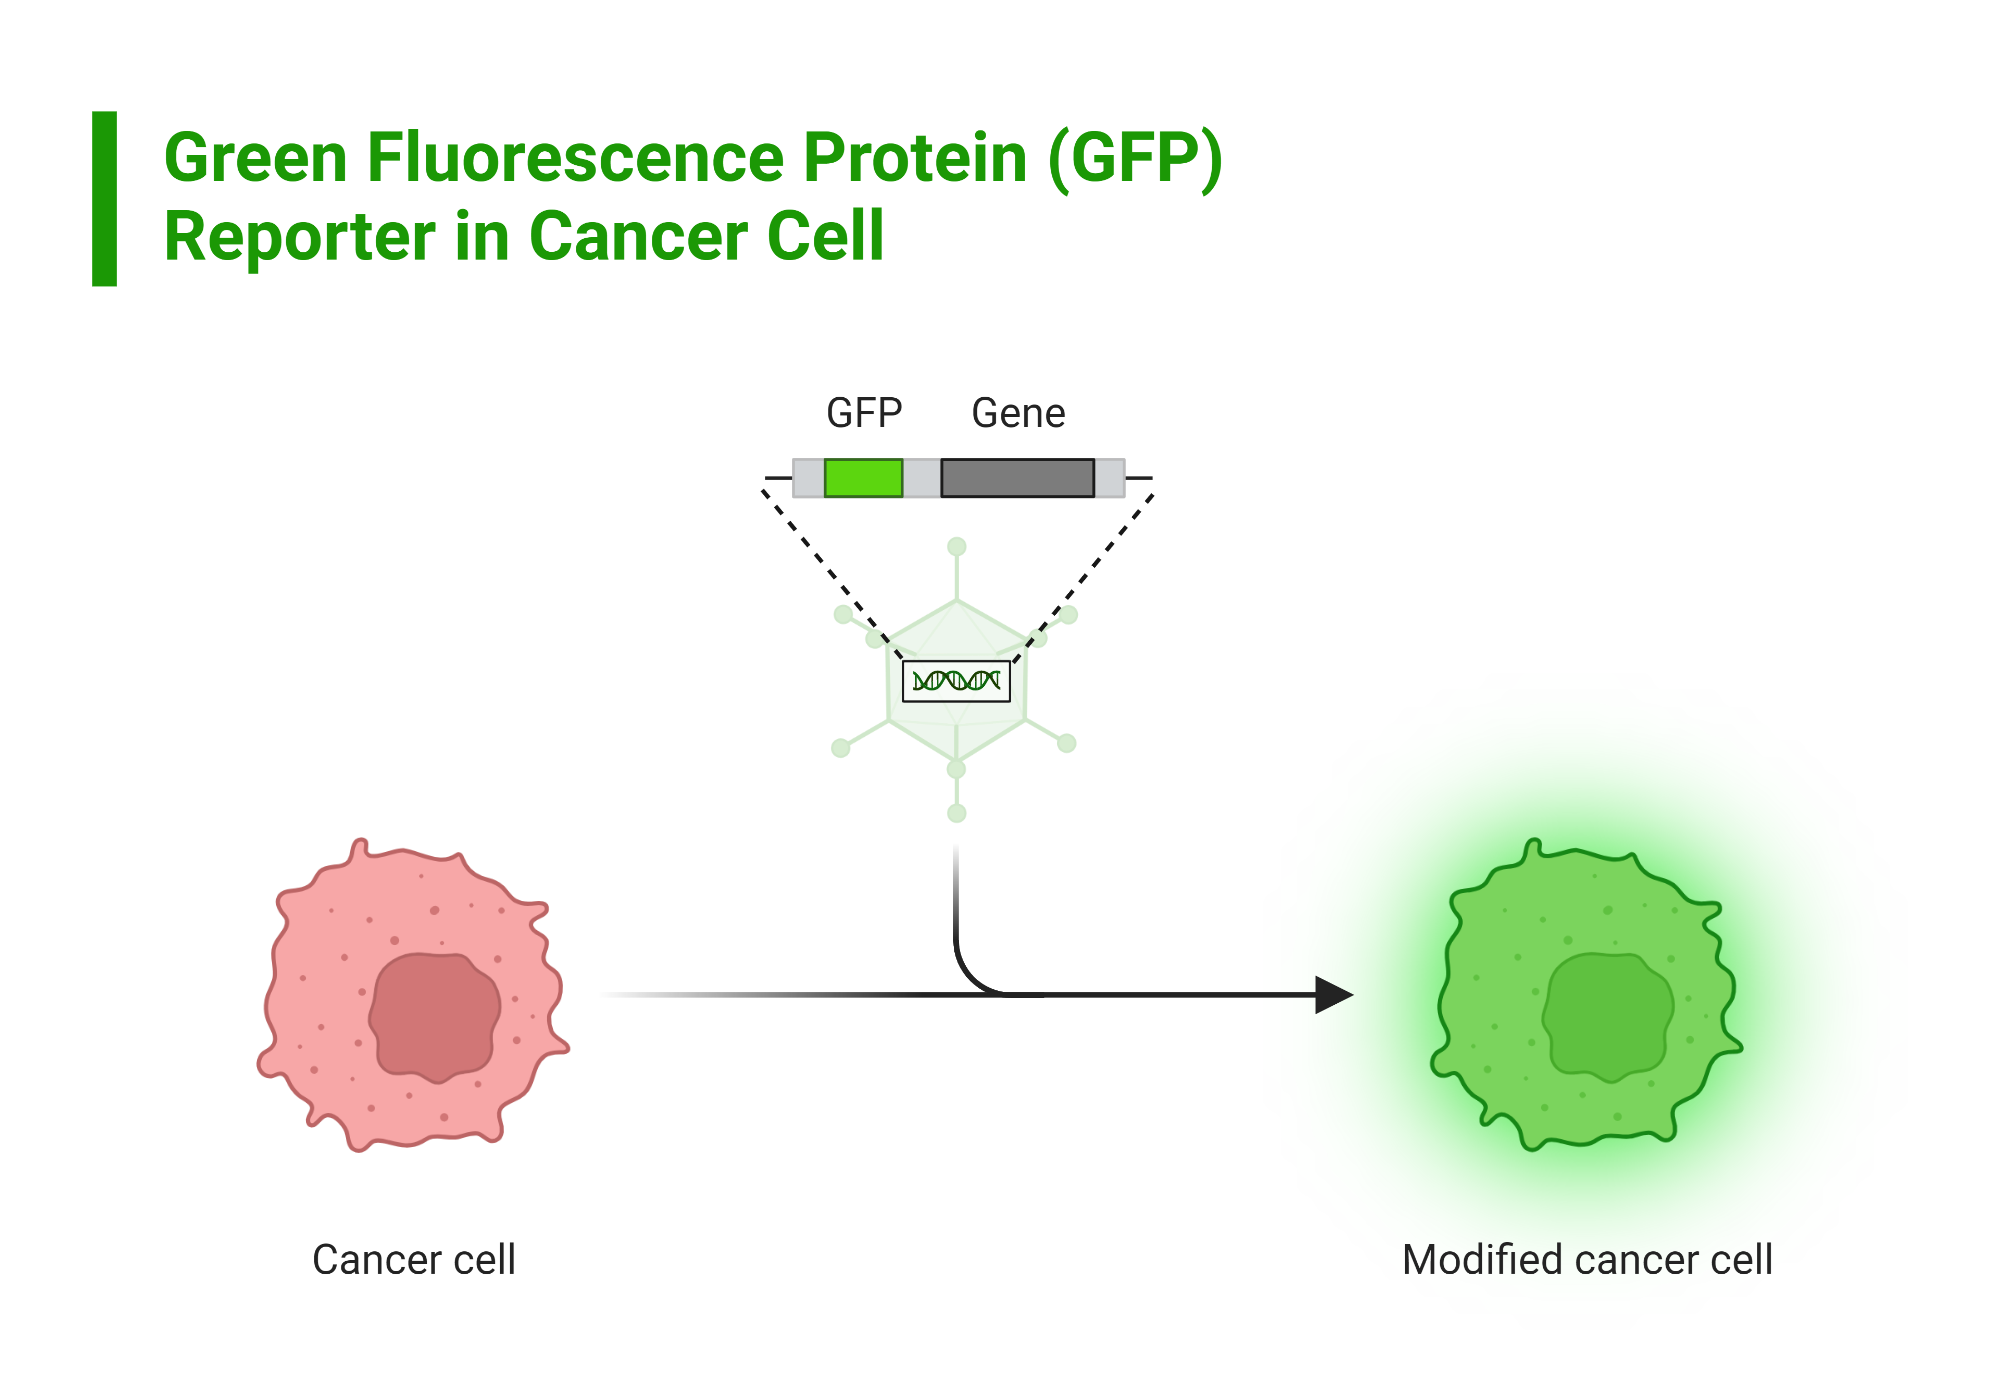 Green Fluorescence Protein (GFP)
Reporter in Cancer Cell
GFP
Gene
Cancer cell
Modified cancer cell